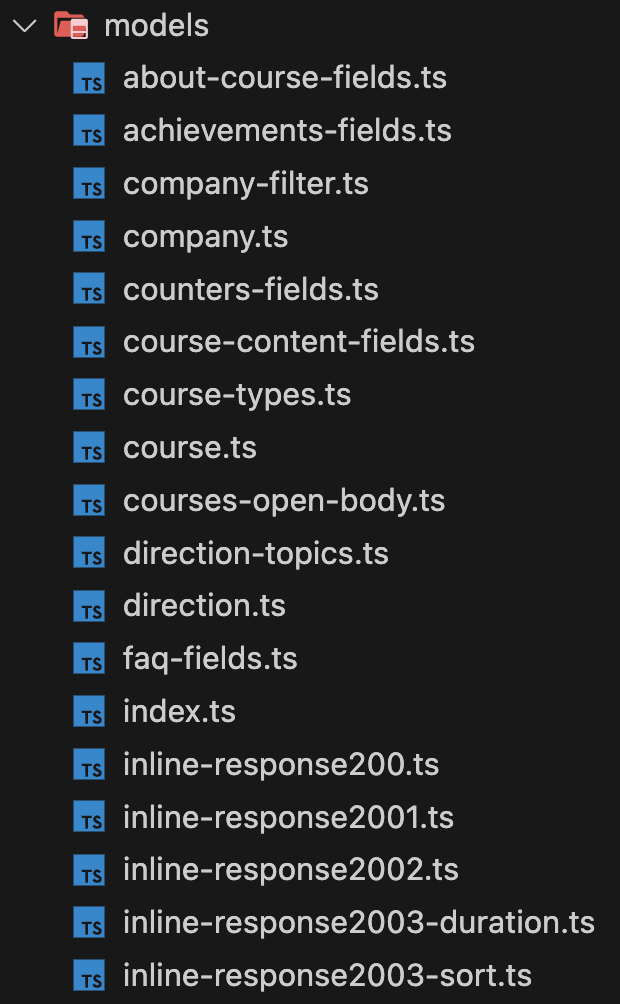 models
TS about-course-fields.ts
TS achievements-fields.ts
TS company-filter.ts
TS company.ts
TS counters-fields.ts
TS course-content-fields.ts
TS course-types.ts
TS course.ts
TS courses-open-body.ts
TS direction-topics.ts
TS direction.ts
TS faq-fields.ts
TS index.ts
TS inline-response200.ts
TS inline-response2001.ts
TS inline-response2002.ts
TS inline-response2003-duration.ts
TS inline-response2003-sort.ts